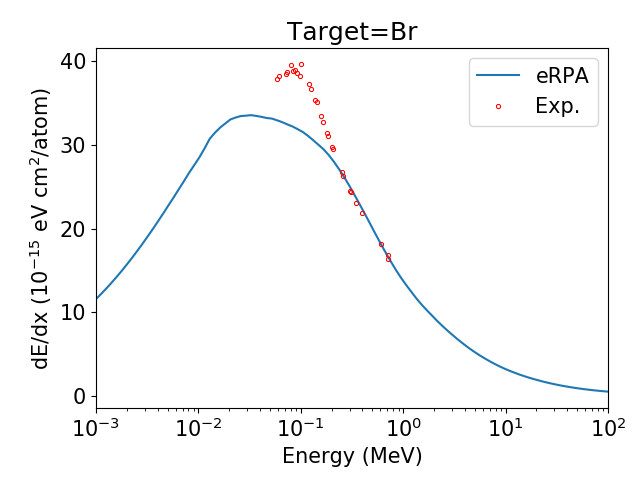 Target=Br
dE/dx (10⁻¹⁵ eV cm²/atom)
40
30
20
10
0
eRPA
Exp.
10⁻³ 10⁻² 10⁻¹ 10⁰ 10¹ 10²
Energy (MeV)